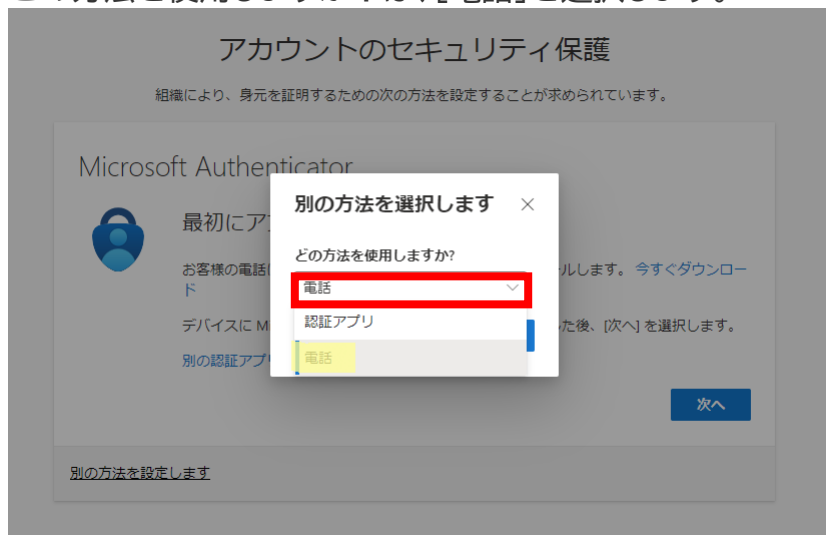 アカウントのセキュリティ保護
組織により、身元を証明するための次の方法を設定することが求められています。
Microsoft Authenticator
別の方法を選択します
最初にア
どの方法を使用しますか?
お客様の電話 ルします。今すぐダウンロー
ド
電話
認証アプリ
デバイスに M た後、[次へ] を選択します。
電話
別の認証アプ
次へ
別の方法を設定します